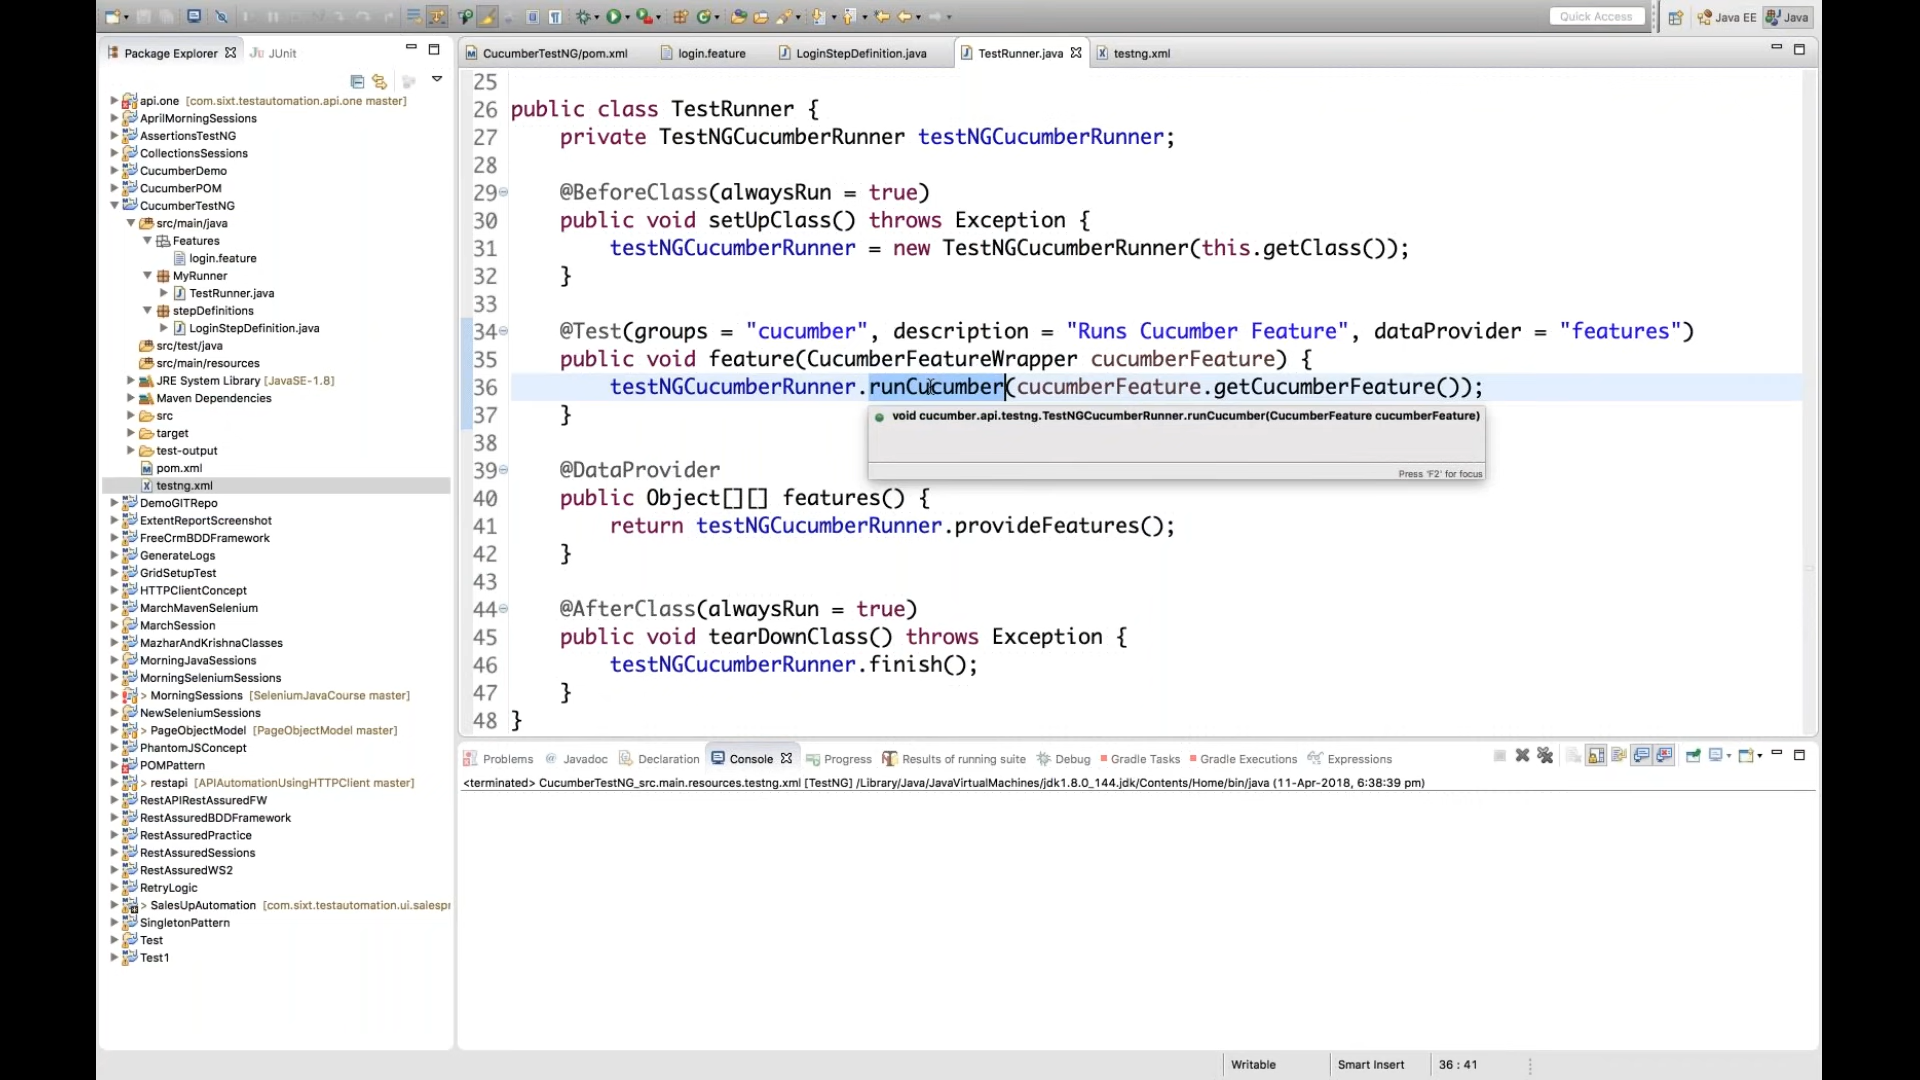 Quick Access
Java EE
Java
Package Explorer
JUnit
CucumberTestNG/pom.xml
login.feature
LoginStepDefinition.java
TestRunner.java
testng.xml
api.one [com.sixt.testautomation.api.one master]
AprilMorningSessions
AssertionsTestNG
CollectionsSessions
CucumberDemo
CucumberPOM
CucumberTestNG
src/main/java
Features
login.feature
MyRunner
TestRunner.java
stepDefinitions
LoginStepDefinition.java
src/test/java
src/main/resources
JRE System Library [JavaSE-1.8]
Maven Dependencies
src
target
test-output
pom.xml
testng.xml
DemoGITRepo
ExtentReportScreenshot
FreeCrmBDDFramework
GenerateLogs
GridSetupTest
HTTPClientConcept
MarchMavenSelenium
MarchSession
MazharAndKrishnaClasses
MorningJavaSessions
MorningSeleniumSessions
> MorningSessions [SeleniumJavaCourse master]
NewSeleniumSessions
> PageObjectModel [PageObjectModel master]
PhantomJSConcept
POMPattern
> restapi [APIAutomationUsingHTTPClient master]
RestAPIRestAssuredFW
RestAssuredBDDFramework
RestAssuredPractice
RestAssuredSessions
RestAssuredWS2
RetryLogic
> SalesUpAutomation [com.sixt.testautomation.ui.salespr
SingletonPattern
Test
Test1
25
26 public class TestRunner {
27 private TestNGCucumberRunner testNGCucumberRunner;
28
29 @BeforeClass(alwaysRun = true)
30 public void setUpClass() throws Exception {
31 testNGCucumberRunner = new TestNGCucumberRunner(this.getClass());
32 }
33
34 @Test(groups = "cucumber", description = "Runs Cucumber Feature", dataProvider = "features")
35 public void feature(CucumberFeatureWrapper cucumberFeature) {
36 testNGCucumberRunner.runCucumber(cucumberFeature.getCucumberFeature());
37 }
void cucumber.api.testng.TestNGCucumberRunner.runCucumber(CucumberFeature cucumberFeature)
Press 'F2' for focus
38
39 @DataProvider
40 public Object[][] features() {
41 return testNGCucumberRunner.provideFeatures();
42 }
43
44 @AfterClass(alwaysRun = true)
45 public void tearDownClass() throws Exception {
46 testNGCucumberRunner.finish();
47 }
48 }
Problems @ Javadoc Declaration Console Progress Results of running suite Debug Gradle Tasks Gradle Executions Expressions
<terminated> CucumberTestNG_src.main.resources.testng.xml [TestNG] /Library/Java/JavaVirtualMachines/jdk1.8.0_144.jdk/Contents/Home/bin/java (11-Apr-2018, 6:38:39 pm)
Writable
Smart Insert
36 : 41